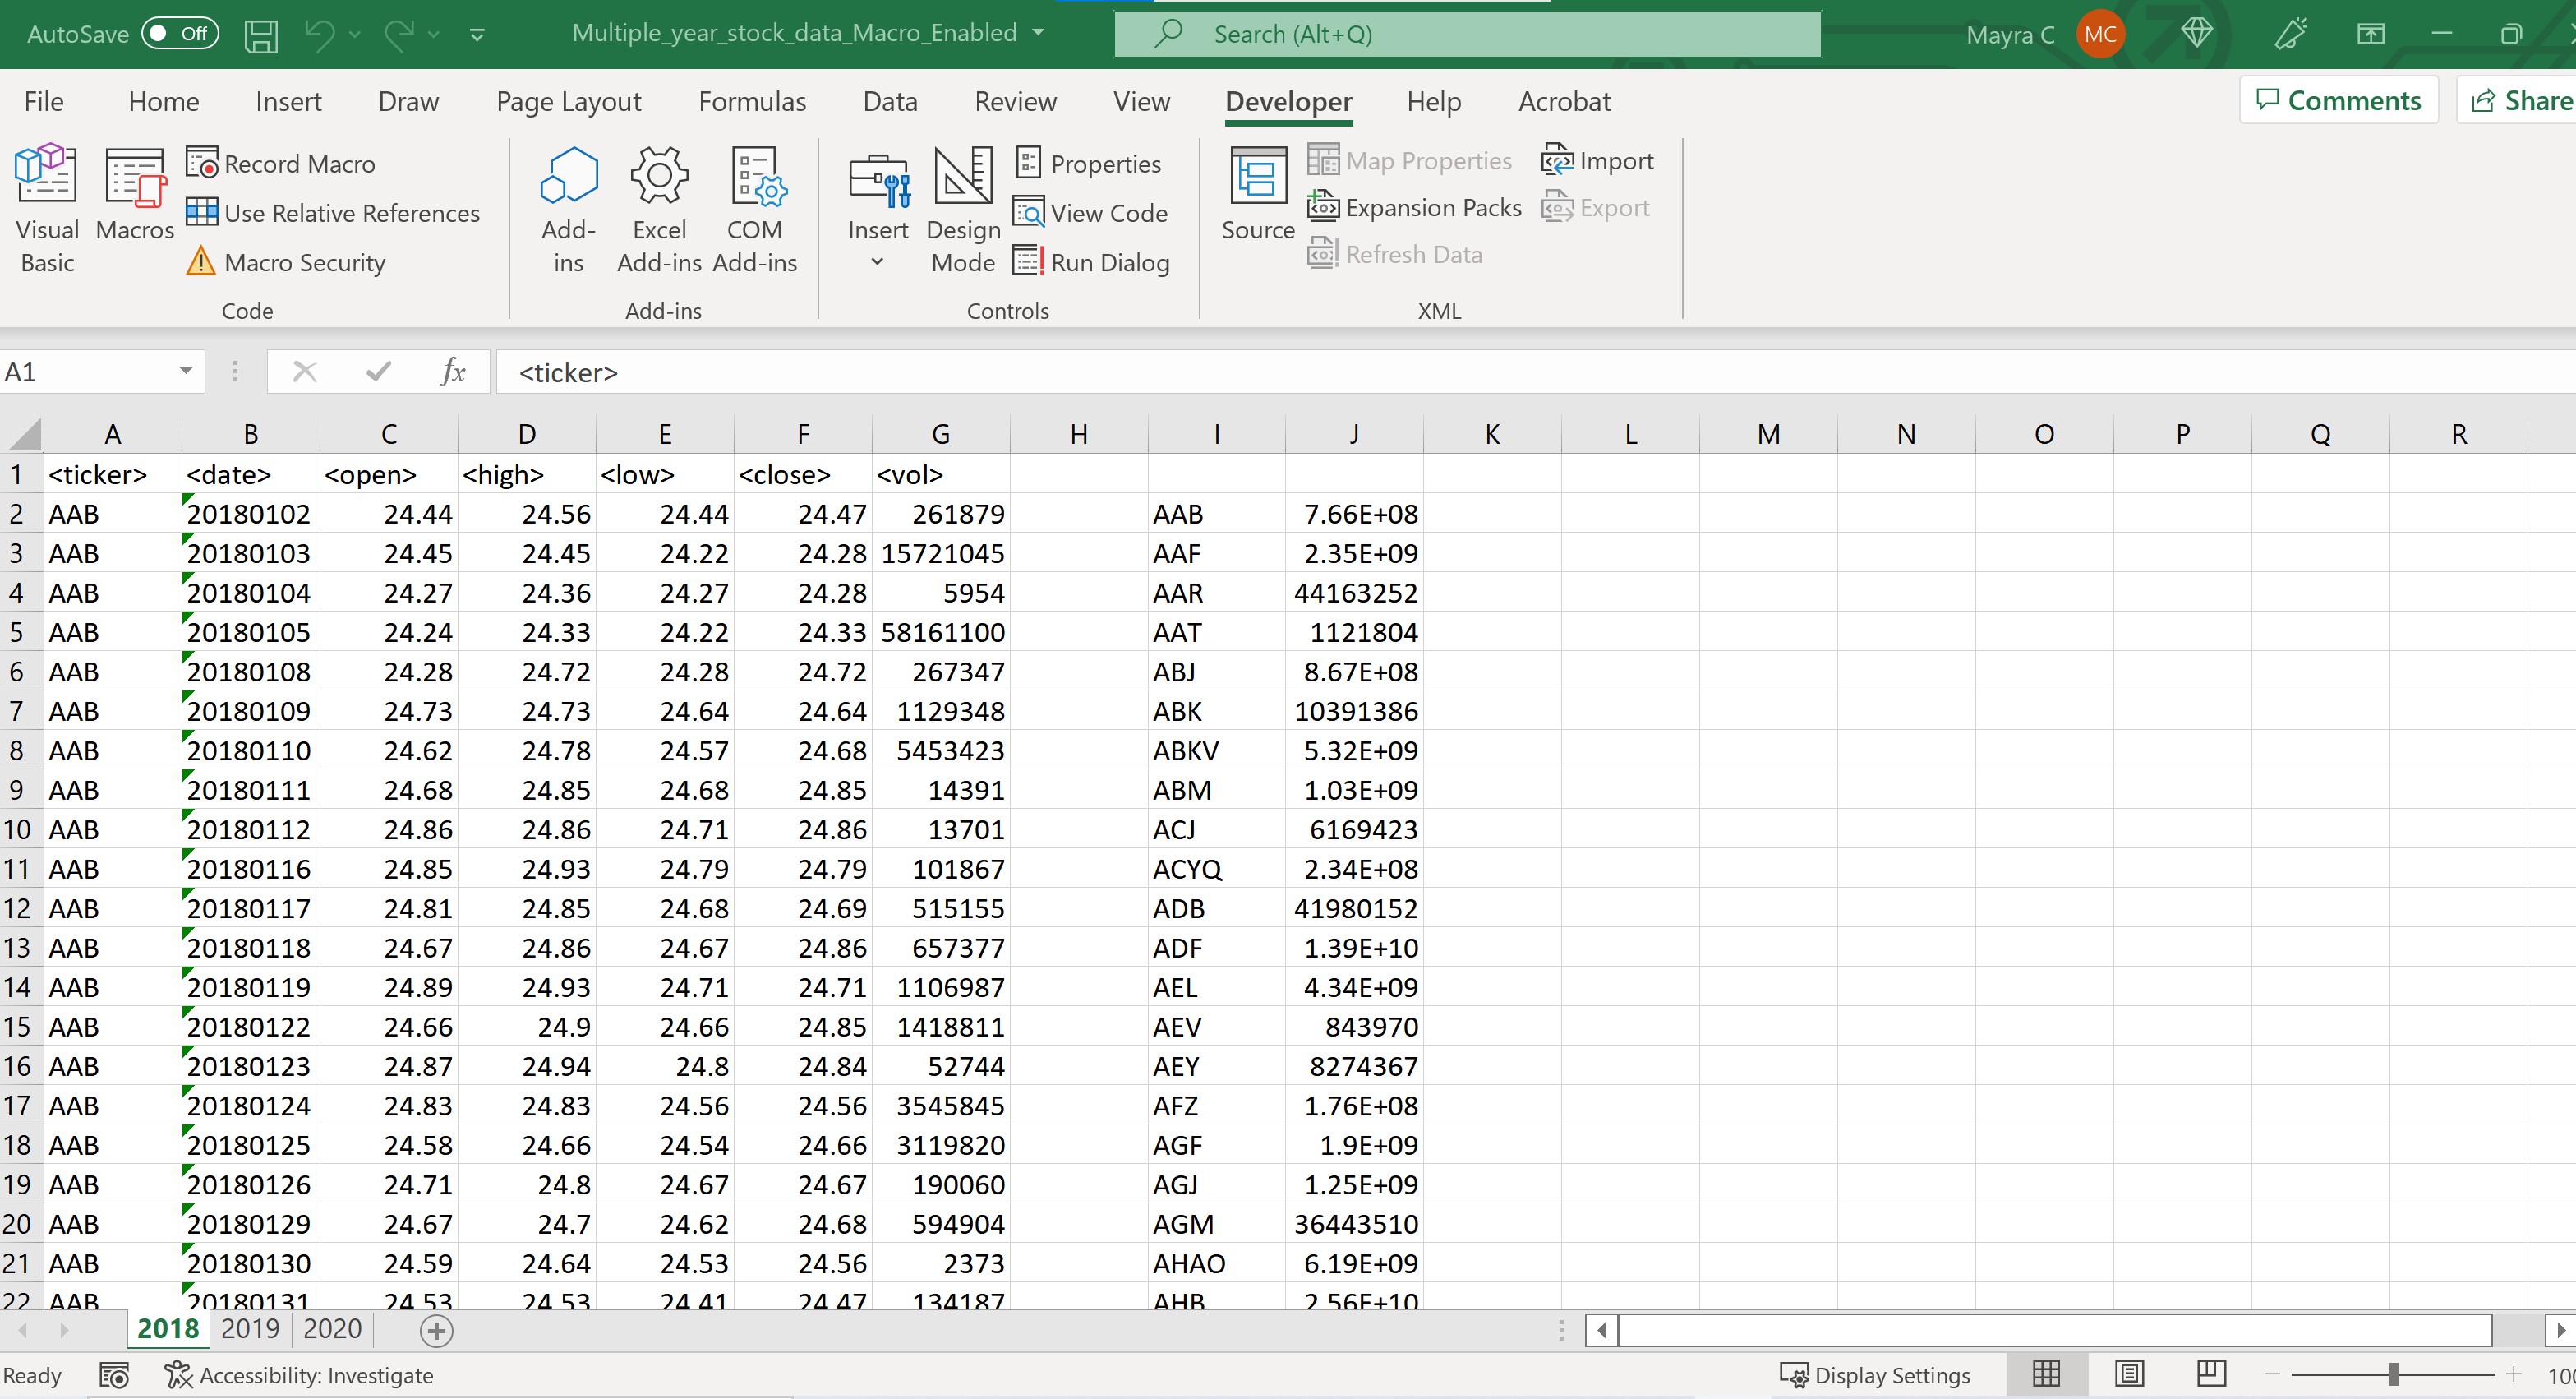 AutoSave Off Multiple_year_stock_data_Macro_Enabled Search (Alt+Q) Mayra C MC
File Home Insert Draw Page Layout Formulas Data Review View Developer Help Acrobat Comments Share
Visual Basic Macros Record Macro Use Relative References Macro Security
Add-ins Excel Add-ins COM Add-ins
Insert Design Mode Properties View Code Run Dialog
Source Map Properties Expansion Packs Refresh Data Import Export
Code Add-ins Controls XML
A1 fx <ticker>
A B C D E F G H I J K L M N O P Q R
1 <ticker> <date> <open> <high> <low> <close> <vol>
2 AAB 20180102 24.44 24.56 24.44 24.47 261879 AAB 7.66E+08
3 AAB 20180103 24.45 24.45 24.22 24.28 15721045 AAF 2.35E+09
4 AAB 20180104 24.27 24.36 24.27 24.28 5954 AAR 44163252
5 AAB 20180105 24.24 24.33 24.22 24.33 58161100 AAT 1121804
6 AAB 20180108 24.28 24.72 24.28 24.72 267347 ABJ 8.67E+08
7 AAB 20180109 24.73 24.73 24.64 24.64 1129348 ABK 10391386
8 AAB 20180110 24.62 24.78 24.57 24.68 5453423 ABKV 5.32E+09
9 AAB 20180111 24.68 24.85 24.68 24.85 14391 ABM 1.03E+09
10 AAB 20180112 24.86 24.86 24.71 24.86 13701 ACJ 6169423
11 AAB 20180116 24.85 24.93 24.79 24.79 101867 ACYQ 2.34E+08
12 AAB 20180117 24.81 24.85 24.68 24.69 515155 ADB 41980152
13 AAB 20180118 24.67 24.86 24.67 24.86 657377 ADF 1.39E+10
14 AAB 20180119 24.89 24.93 24.71 24.71 1106987 AEL 4.34E+09
15 AAB 20180122 24.66 24.9 24.66 24.85 1418811 AEV 843970
16 AAB 20180123 24.87 24.94 24.8 24.84 52744 AEY 8274367
17 AAB 20180124 24.83 24.83 24.56 24.56 3545845 AFZ 1.76E+08
18 AAB 20180125 24.58 24.66 24.54 24.66 3119820 AGF 1.9E+09
19 AAB 20180126 24.71 24.8 24.67 24.67 190060 AGJ 1.25E+09
20 AAB 20180129 24.67 24.7 24.62 24.68 594904 AGM 36443510
21 AAB 20180130 24.59 24.64 24.53 24.56 2373 AHAO 6.19E+09
22 AAB 20180131 24.53 24.53 24.41 24.47 134187 AHB 2.56E+10
2018 2019 2020
Ready Accessibility: Investigate Display Settings